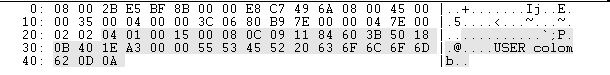 0: 08 00 2B E5 BF 8B 00 00 E8 C7 49 6A 08 00 45 00 |..+.......Ij..E.
10: 00 35 00 04 00 00 3C 06 80 B9 7E 00 00 04 7E 00 |.5....<...~...~.
20: 02 02 04 01 00 15 00 08 0C 09 11 84 60 3B 50 18 |............`;P.
30: 0B 40 1E A3 00 00 55 53 45 52 20 63 6F 6C 6F 6D |.@....USER colom
40: 62 0D 0A |b..